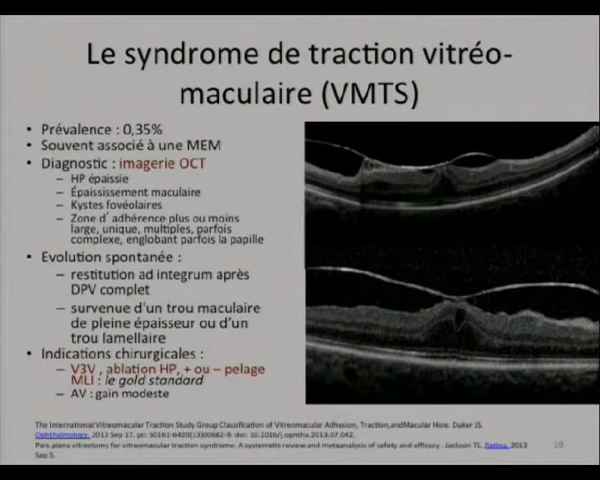 Le syndrome de traction vitréo-
maculaire (VMTS)
• Prévalence : 0,35%
• Souvent associé à une MEM
• Diagnostic : imagerie OCT
– HP épaissie
– Épaississement maculaire
– Kystes fovéolaires
– Zone d' adhérence plus ou moins
large, unique, multiples, parfois
complexe, englobant parfois la papille
• Evolution spontanée :
– restitution ad integrum après
DPV complet
– survenue d'un trou maculaire
de pleine épaisseur ou d'un
trou lamellaire
• Indications chirurgicales :
– V3V , ablation HP, + ou – pelage
MLI : le gold standard
– AV : gain modeste
The International Vitreomacular Traction Study Group Classification of Vitreomacular Adhesion, Traction,andMacular Hole. Duker JS.
Ophthalmology. 2013 Sep 17. pii: S0161-6420(13)00682-9. doi: 10.1016/j.ophtha.2013.07.042.
Pars plana vitrectomy for vitreomacular traction syndrome: A systematic review and metaanalysis of safety and efficacy . Jackson TL. Retina. 2013
Sep 5.
19